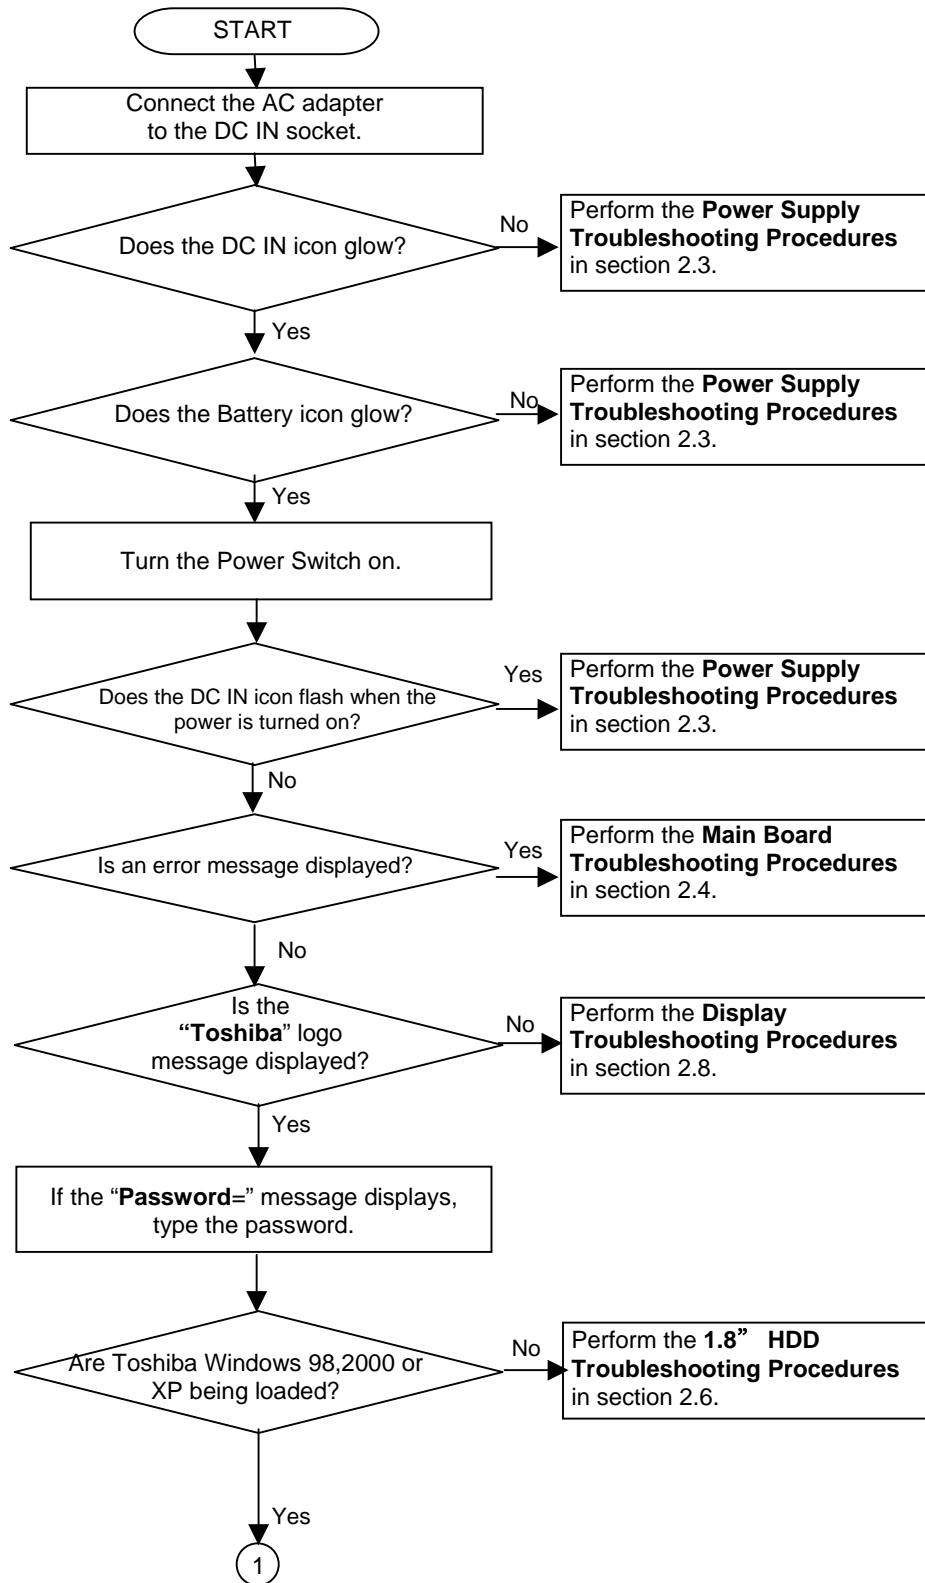 START
Connect the AC adapter
to the DC IN socket.
Does the DC IN icon glow?
No
Perform the Power Supply
Troubleshooting Procedures
in section 2.3.
Yes
Does the Battery icon glow?
No
Perform the Power Supply
Troubleshooting Procedures
in section 2.3.
Yes
Turn the Power Switch on.
Does the DC IN icon flash when the
power is turned on?
Yes
Perform the Power Supply
Troubleshooting Procedures
in section 2.3.
No
Is an error message displayed?
Yes
Perform the Main Board
Troubleshooting Procedures
in section 2.4.
No
Is the
“Toshiba” logo
message displayed?
No
Perform the Display
Troubleshooting Procedures
in section 2.8.
Yes
If the “Password=” message displays,
type the password.
Are Toshiba Windows 98,2000 or
XP being loaded?
No
Perform the 1.8” HDD
Troubleshooting Procedures
in section 2.6.
Yes
1